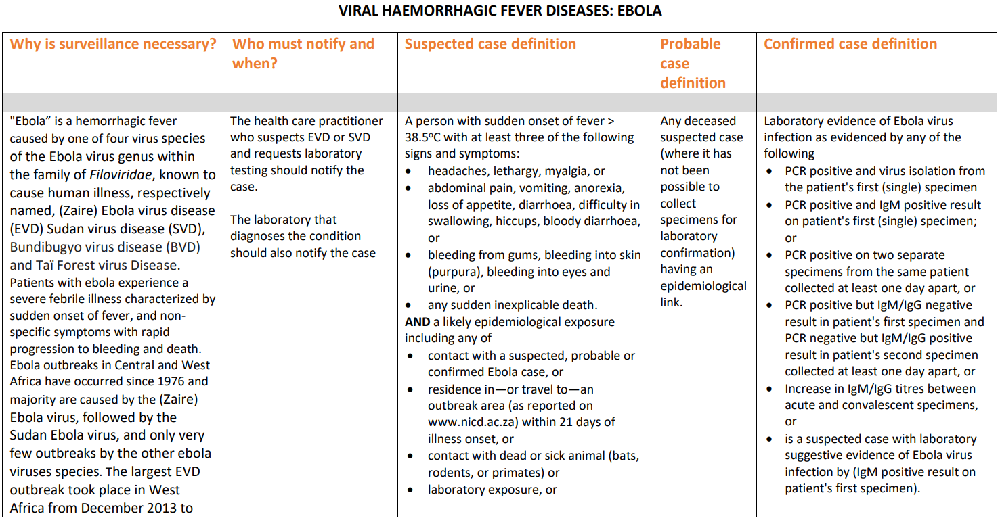 VIRAL HAEMORRHAGIC FEVER DISEASES: EBOLA
Why is surveillance necessary?
Who must notify and
when?
Suspected case definition
Probable
case
definition
Confirmed case definition
"Ebola” is a hemorrhagic fever
caused by one of four virus species
of the Ebola virus genus within
the family of Filoviridae, known to
cause human illness, respectively
named, (Zaire) Ebola virus disease
(EVD) Sudan virus disease (SVD),
Bundibugyo virus disease (BVD)
and Taï Forest virus Disease.
Patients with ebola experience a
severe febrile illness characterized by
sudden onset of fever, and non-
specific symptoms with rapid
progression to bleeding and death.
Ebola outbreaks in Central and West
Africa have occurred since 1976 and
majority are caused by the (Zaire)
Ebola virus, followed by the
Sudan Ebola virus, and only very
few outbreaks by the other ebola
viruses species. The largest EVD
outbreak took place in West
Africa from December 2013 to
The health care practitioner
who suspects EVD or SVD
and requests laboratory
testing should notify the
case.
The laboratory that
diagnoses the condition
should also notify the case
A person with sudden onset of fever >
38.5ºC with at least three of the following
signs and symptoms:
• headaches, lethargy, myalgia, or
• abdominal pain, vomiting, anorexia,
loss of appetite, diarrhoea, difficulty in
swallowing, hiccups, bloody diarrhoea,
or
• bleeding from gums, bleeding into skin
(purpura), bleeding into eyes and
urine, or
• any sudden inexplicable death.
AND a likely epidemiological exposure
including any of
• contact with a suspected, probable or
confirmed Ebola case, or
• residence in—or travel to—an
outbreak area (as reported on
www.nicd.ac.za) within 21 days of
illness onset, or
• contact with dead or sick animal (bats,
rodents, or primates) or
• laboratory exposure, or
Any deceased
suspected case
(where it has
not been
possible to
collect
specimens for
laboratory
confirmation)
having an
epidemiological
link.
Laboratory evidence of Ebola virus
infection as evidenced by any of the
following
• PCR positive and virus isolation from
the patient's first (single) specimen
• PCR positive and IgM positive result
on patient's first (single) specimen;
or
• PCR positive on two separate
specimens from the same patient
collected at least one day apart, or
• PCR positive but IgM/IgG negative
result in patient's first specimen and
PCR negative but IgM/IgG positive
result in patient's second specimen
collected at least one day apart, or
• Increase in IgM/IgG titres between
acute and convalescent specimens,
or
• is a suspected case with laboratory
suggestive evidence of Ebola virus
infection by (IgM positive result on
patient's first specimen).